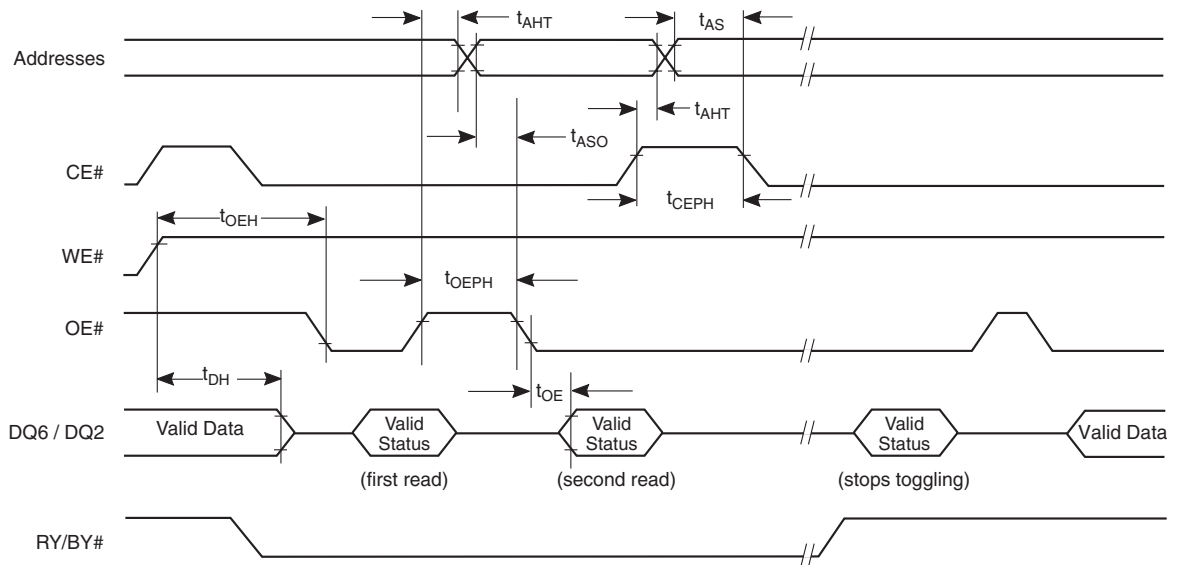 tAHT
tAS
Addresses
tAHT
tASO
CE#
tCEPH
tOEH
WE#
tOEPH
OE#
tDH
tOE
DQ6 / DQ2
Valid Data
Valid
Status
Valid
Status
Valid
Status
Valid Data
(first read)
(second read)
(stops toggling)
RY/BY#